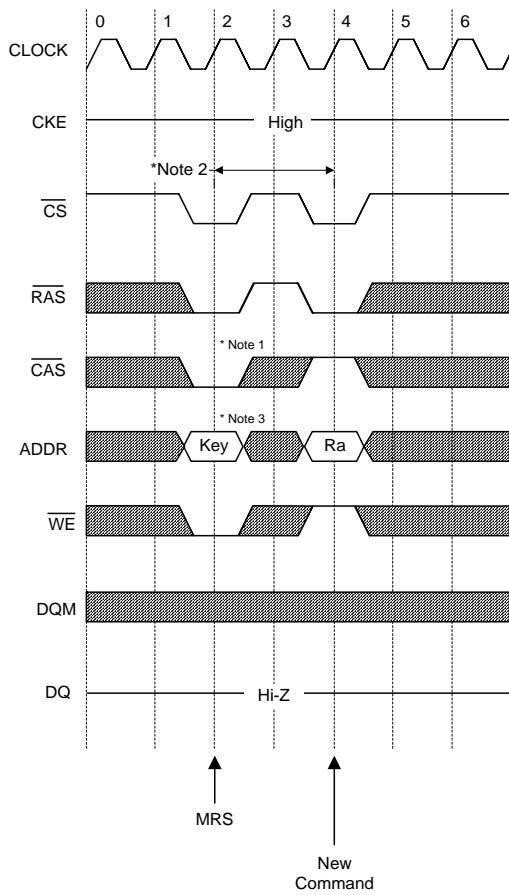 0 1 2 3 4 5 6
CLOCK
CKE
High
*Note 2
CS
RAS
* Note 1
CAS
* Note 3
ADDR
Key
Ra
WE
DQM
DQ
Hi-Z
MRS
New
Command